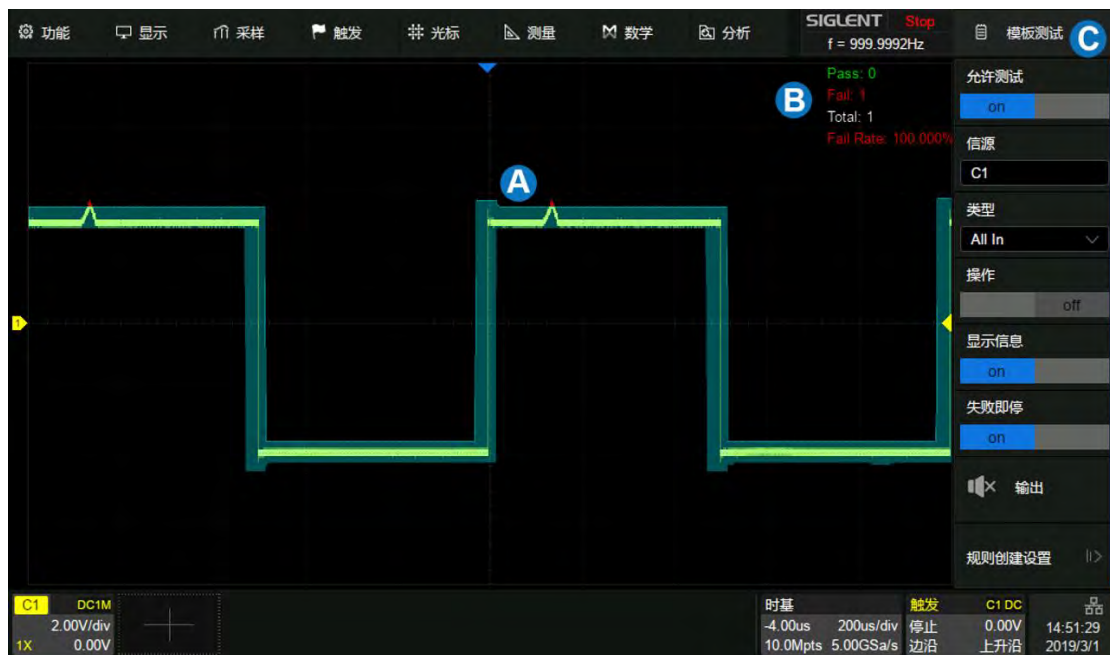 功能 显示 采样 触发 光标 测量 数学 分析
SIGLENT Stop
f = 999.9992Hz
模板测试 C
Pass: 0
Fail: 1
Total: 1
Fail Rate: 100.000%
B
A
允许测试
on
信源
C1
类型
All In
操作
off
显示信息
on
失败即停
on
输出
规则创建设置
1
C1 DC1M
2.00V/div
1X 0.00V
时基
-4.00us 200us/div
10.0Mpts 5.00GSa/s
触发 C1 DC
停止 0.00V
边沿 上升沿
14:51:29
2019/3/1